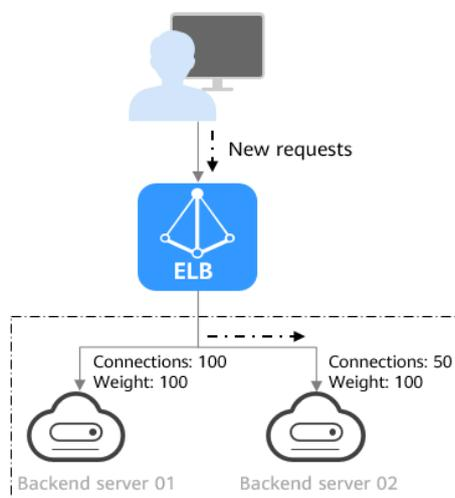 New requests
ELB
Connections: 100
Weight: 100
Connections: 50
Weight: 100
Backend server 01
Backend server 02